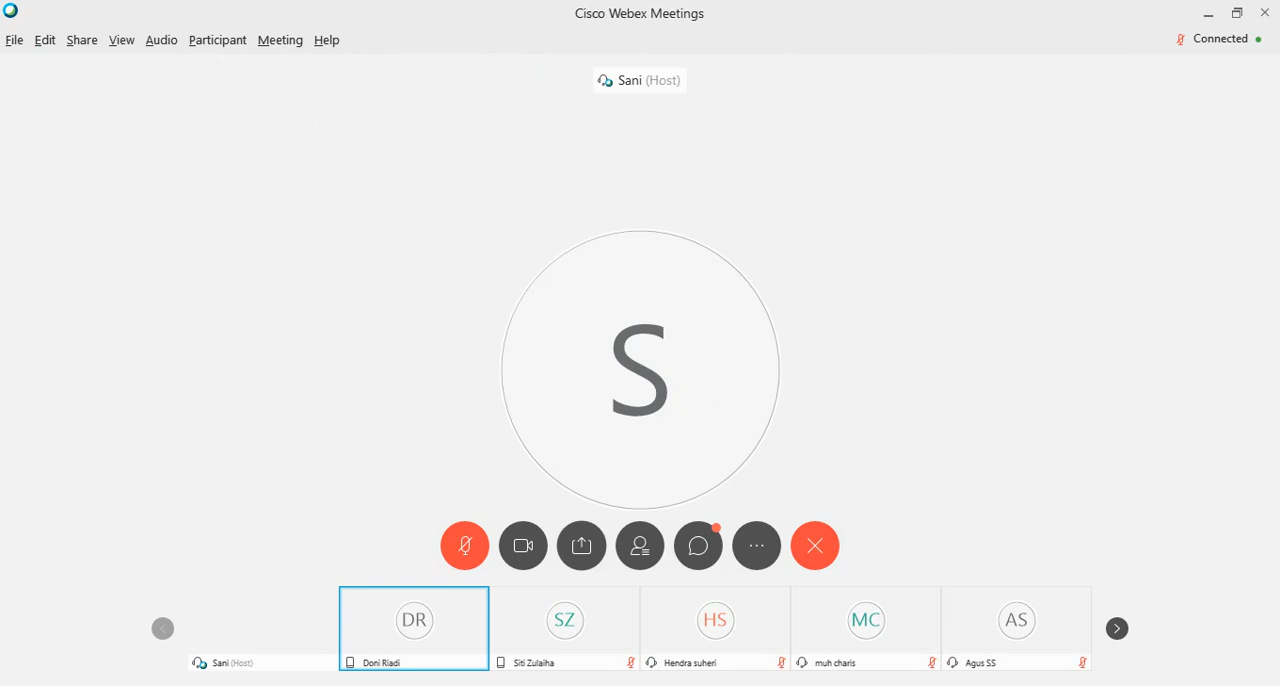 Cisco Webex Meetings
File Edit Share View Audio Participant Meeting Help
Connected
Sani (Host)
S
DR
SZ
HS
MC
AS
Sani (Host)
Doni Riadi
Siti Zulaiha
Hendra suheri
muh charis
Agus SS